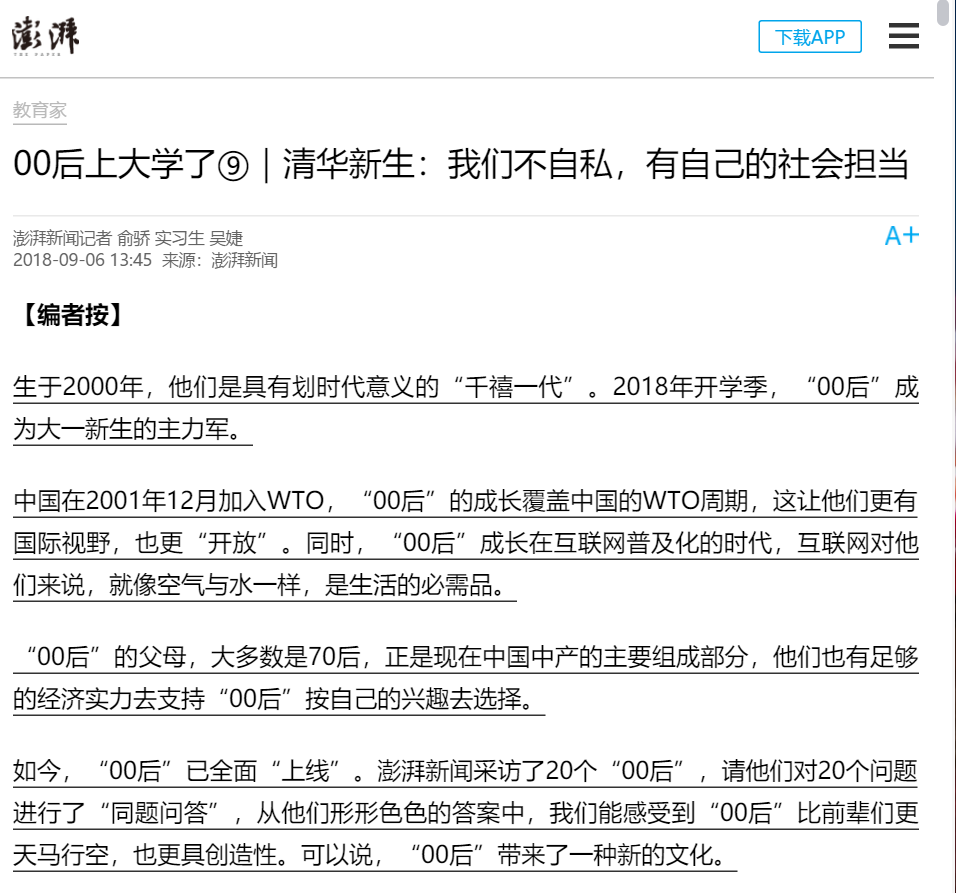 澎湃
THE PAPER
下载APP
教育家
00后上大学了⑨｜清华新生：我们不自私，有自己的社会担当
澎湃新闻记者 俞骄 实习生 吴婕
A+
2018-09-06 13:45 来源：澎湃新闻
【编者按】
生于2000年，他们是具有划时代意义的“千禧一代”。2018年开学季，“00后”成
为大一新生的主力军。
中国在2001年12月加入WTO，“00后”的成长覆盖中国的WTO周期，这让他们更有
国际视野，也更“开放”。同时，“00后”成长在互联网普及化的时代，互联网对他
们来说，就像空气与水一样，是生活的必需品。
“00后”的父母，大多数是70后，正是现在中国中产的主要组成部分，他们也有足够
的经济实力去支持“00后”按自己的兴趣去选择。
如今，“00后”已全面“上线”。澎湃新闻采访了20个“00后”，请他们对20个问题
进行了“同题问答”，从他们形形色色的答案中，我们能感受到“00后”比前辈们更
天马行空，也更具创造性。可以说，“00后”带来了一种新的文化。